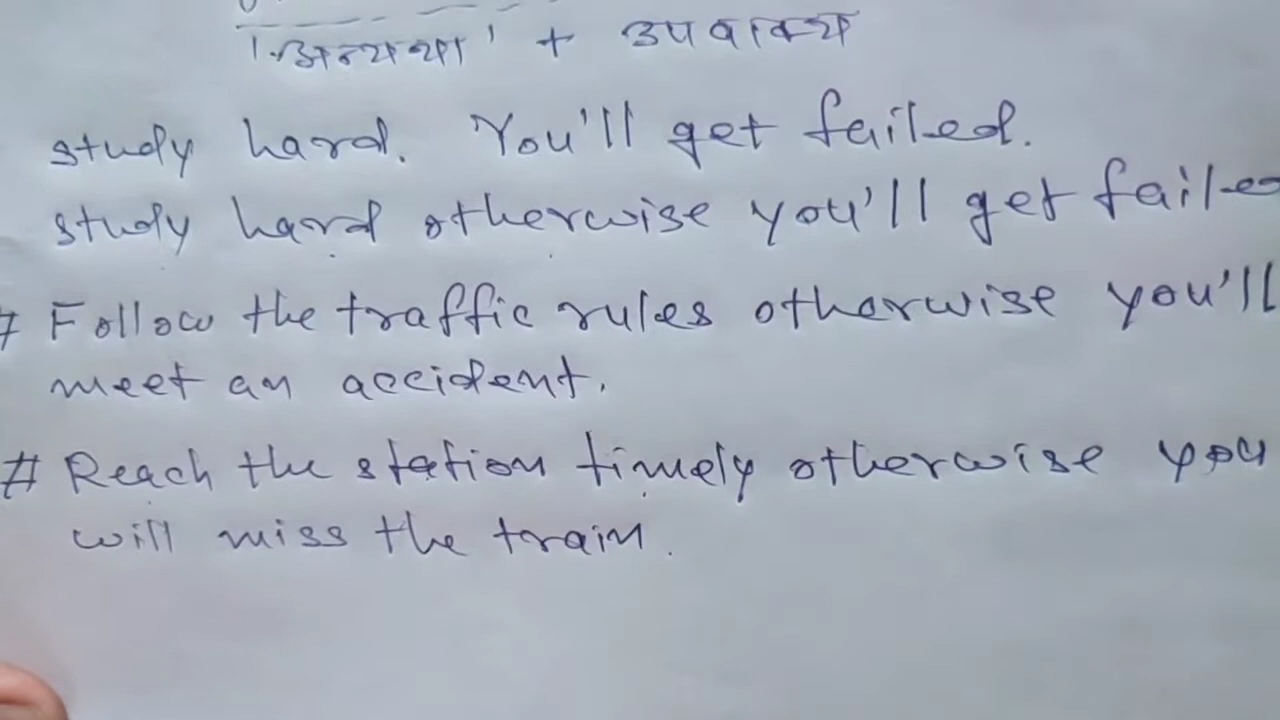 'अन्यथा' + उपवाक्य
study hard. You'll get failed.
study hard otherwise you'll get faile
# Follow the traffic rules otherwise you'll
meet an accident.
# Reach the station timely otherwise you
will miss the train.